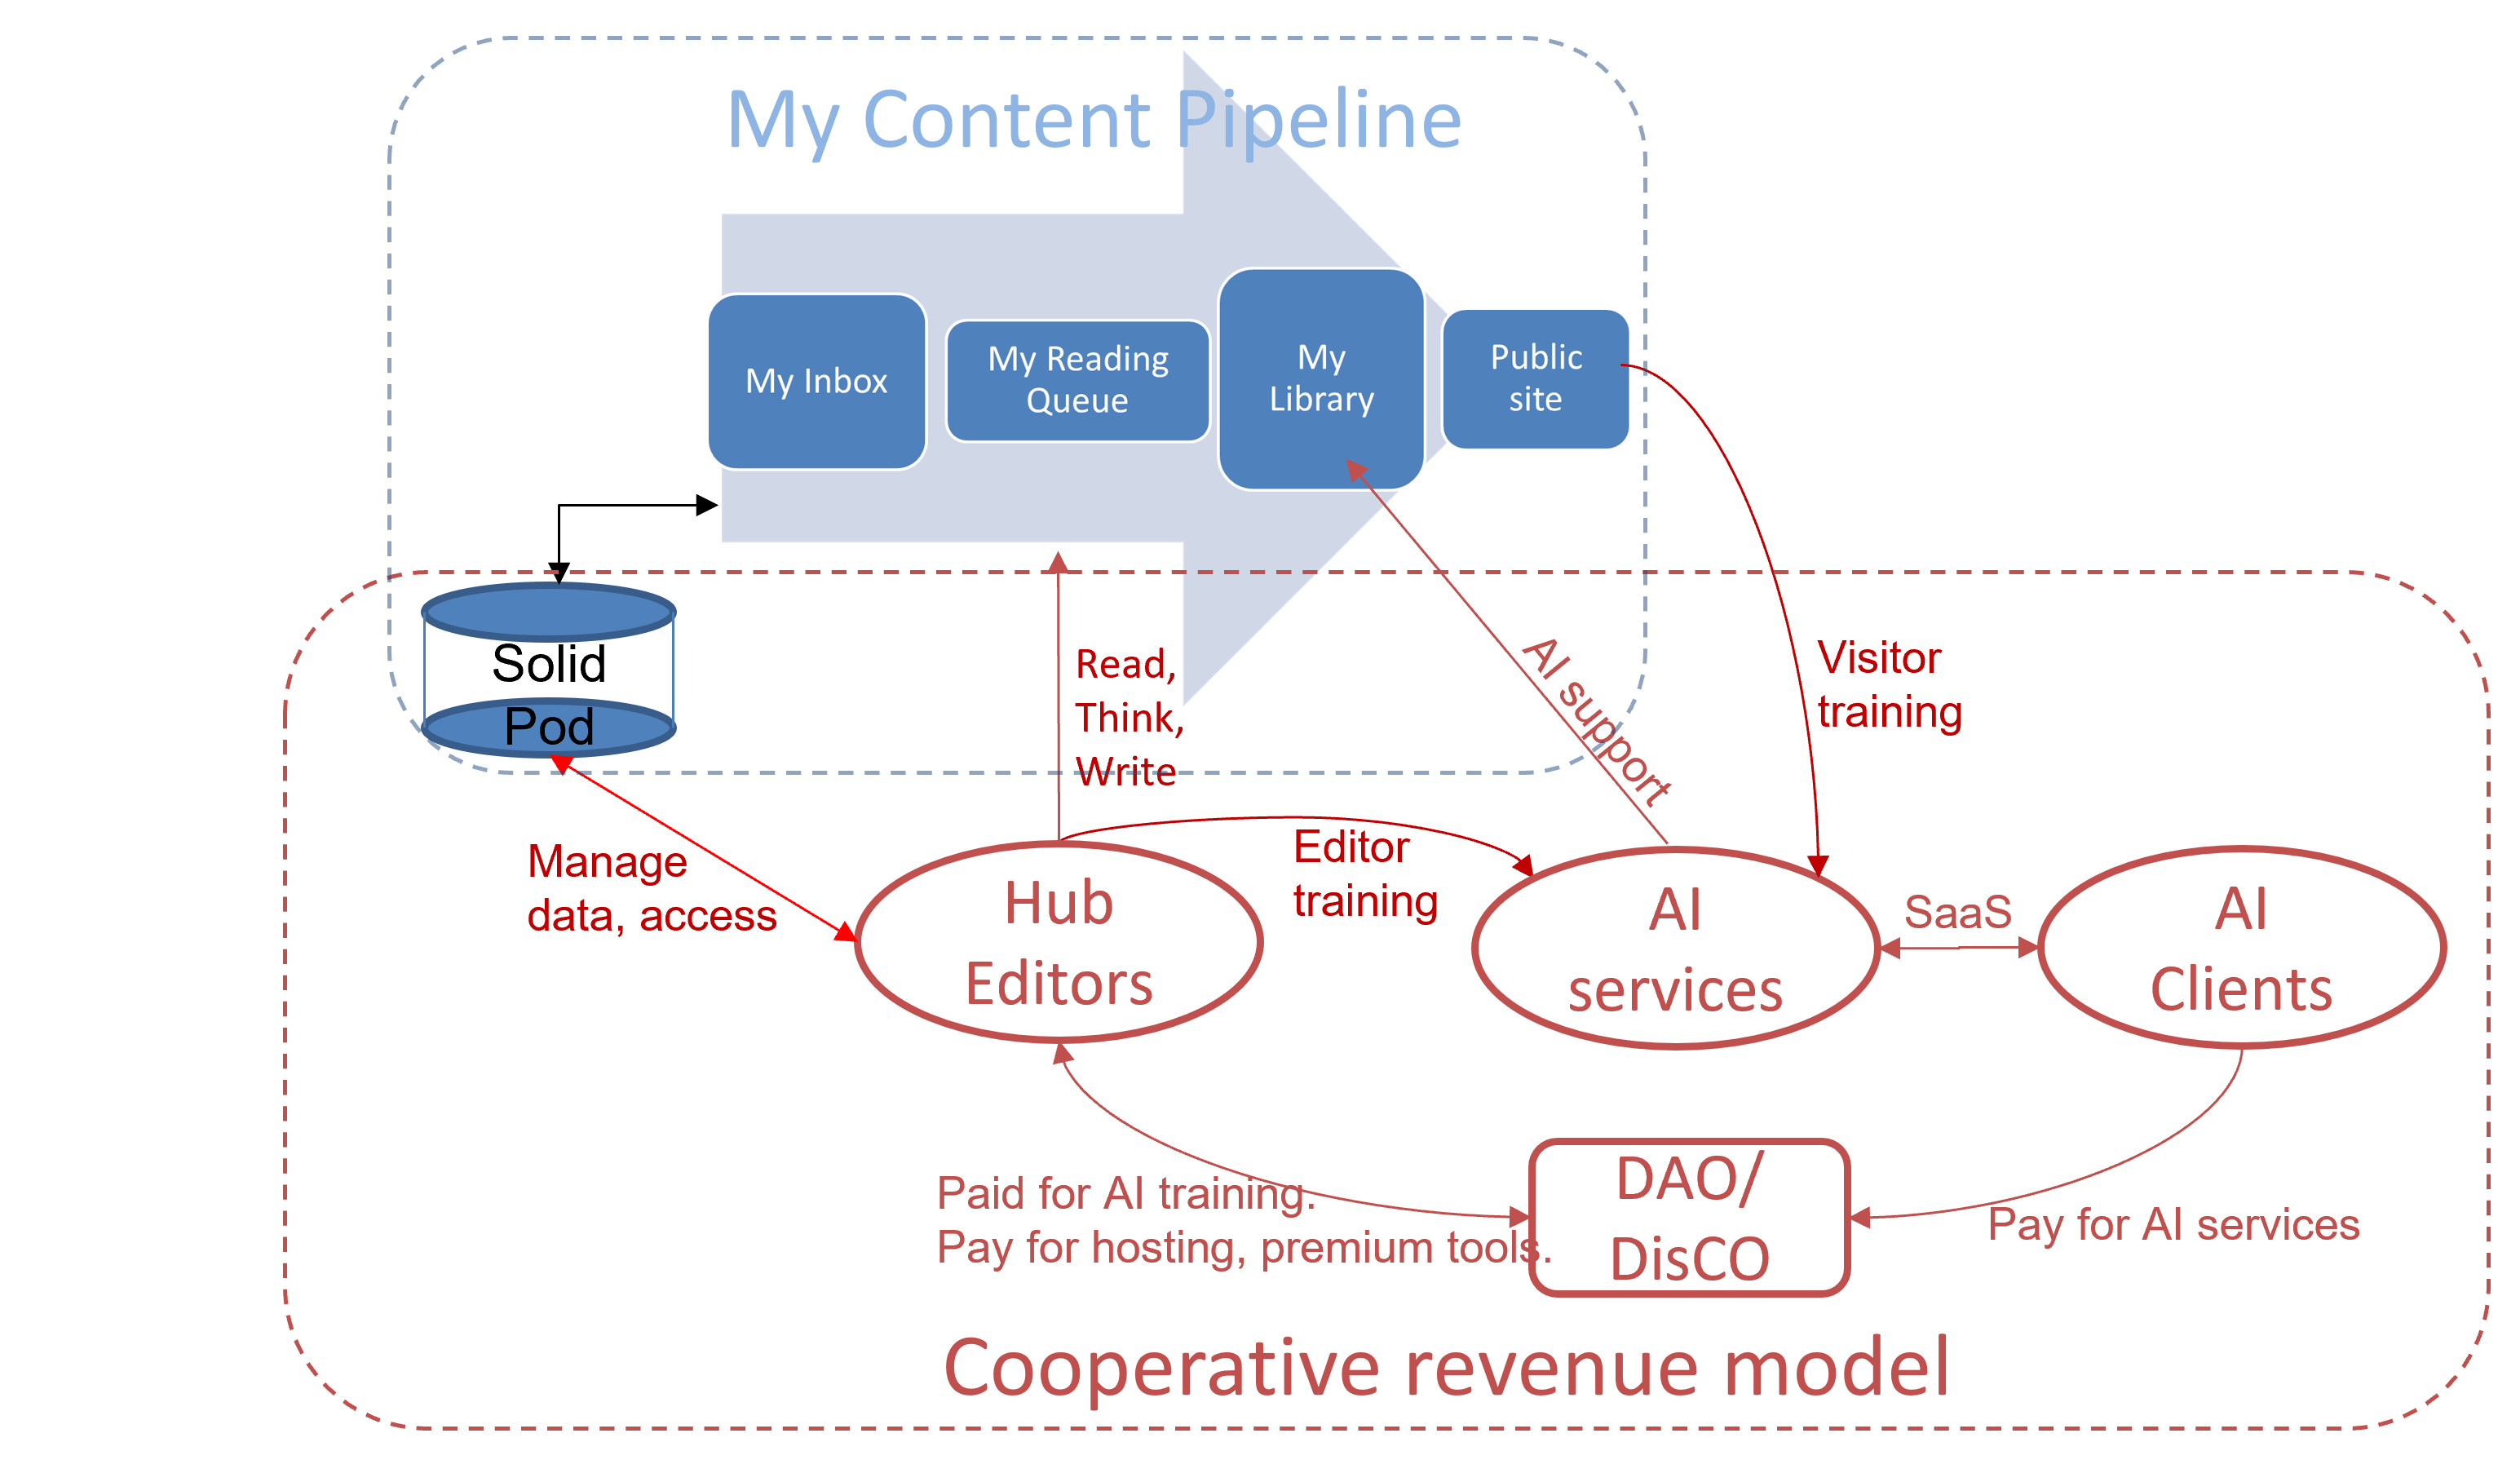 My Content Pipeline
My Inbox
My Reading
Queue
My
Library
Public
site
Solid
Pod
Read,
Think,
Write
AI support
Visitor
training
Manage
data, access
Editor
training
Hub
Editors
AI
services
SaaS
AI
Clients
Paid for AI training.
Pay for hosting, premium tools.
DAO/
DisCO
Pay for AI services
Cooperative revenue model